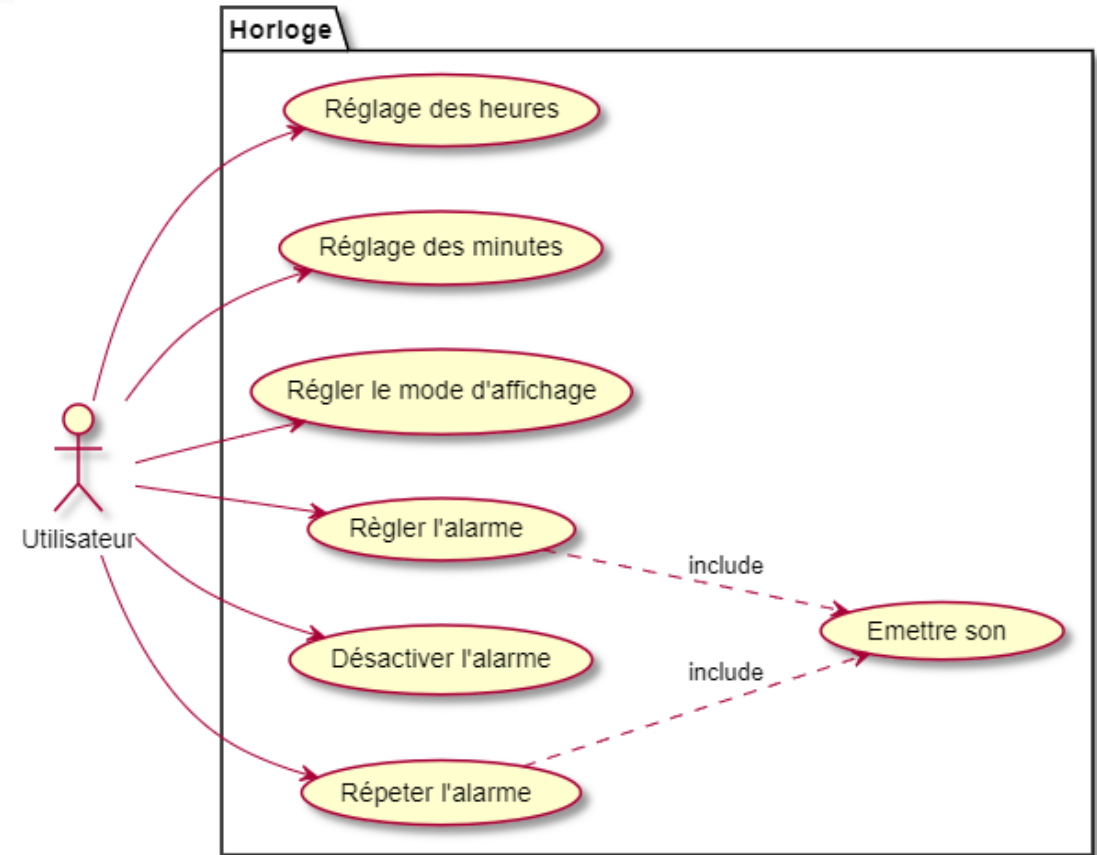 Horloge
Réglage des heures
Réglage des minutes
Régler le mode d'affichage
Règler l'alarme
include
Utilisateur
Emettre son
Désactiver l'alarme
include
Répeter l'alarme